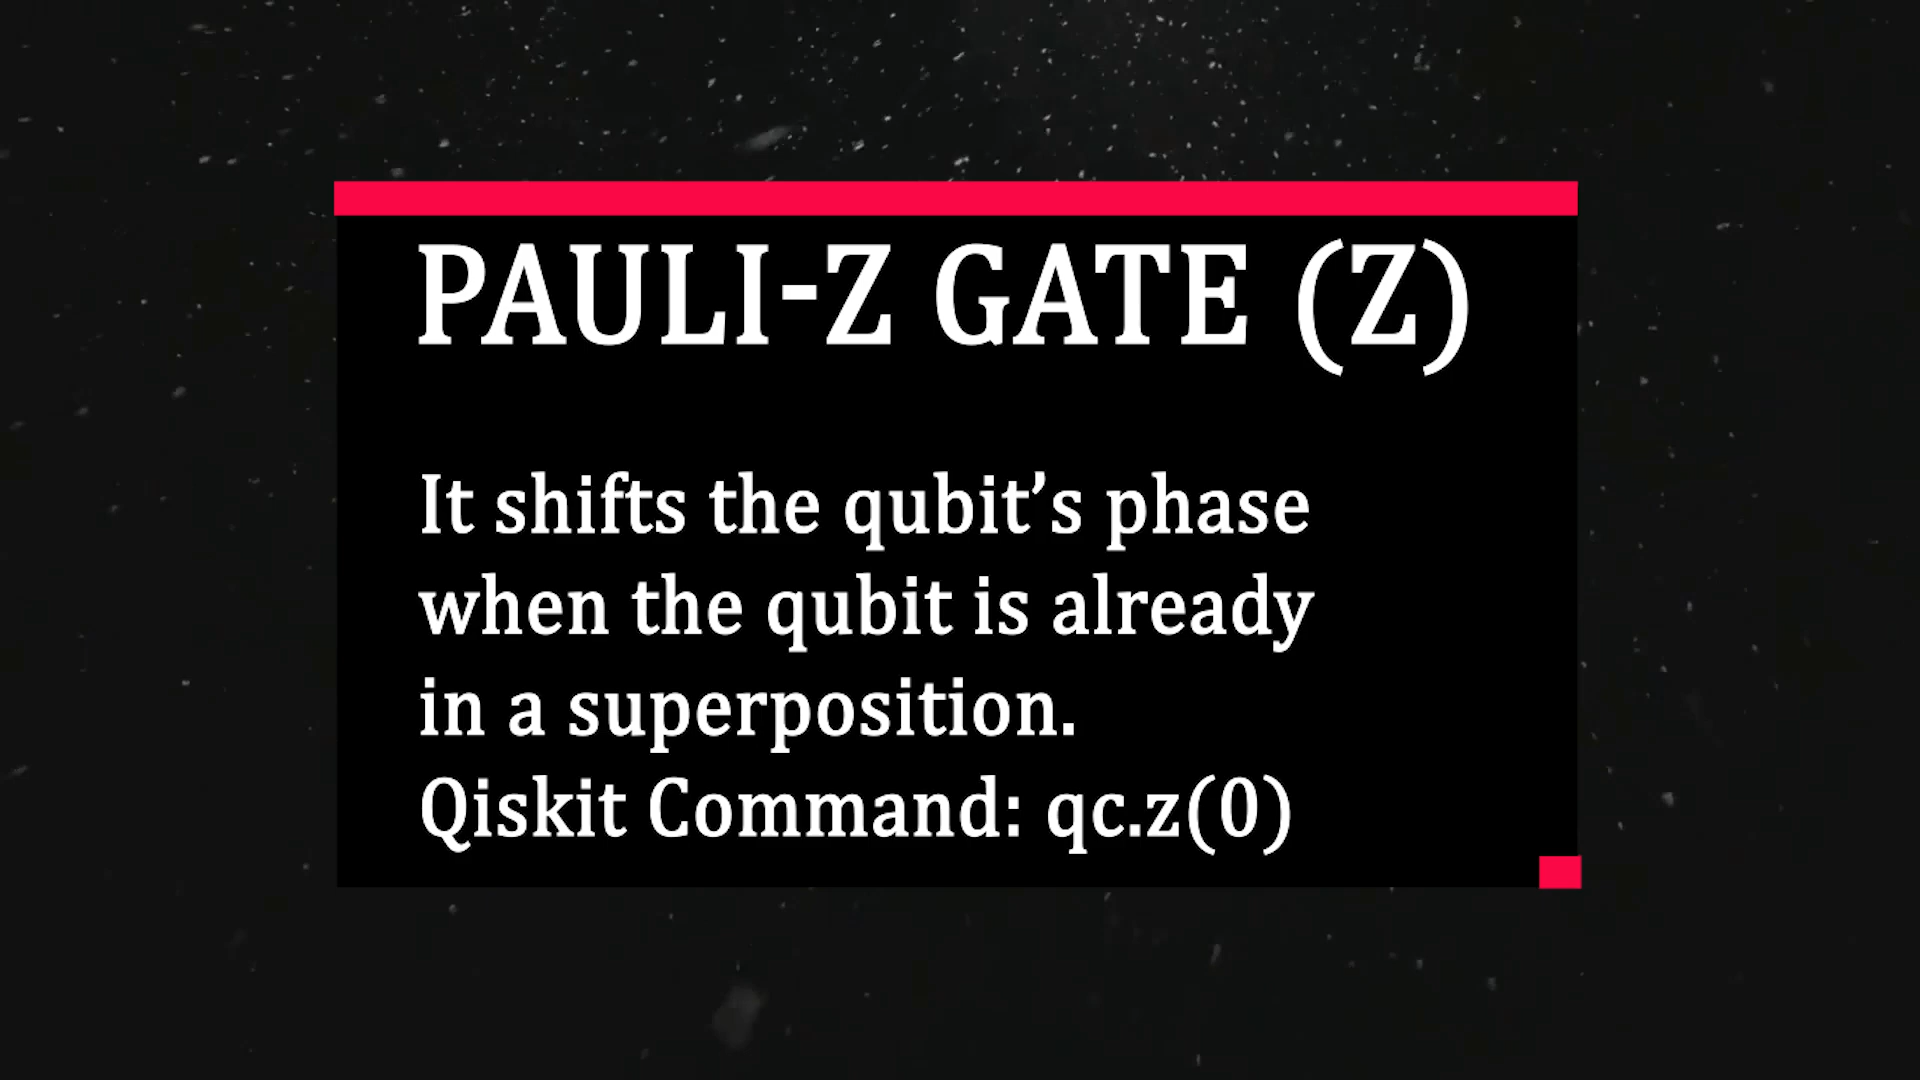 PAULI-Z GATE (Z)
It shifts the qubit’s phase
when the qubit is already
in a superposition.
Qiskit Command: qc.z(0)